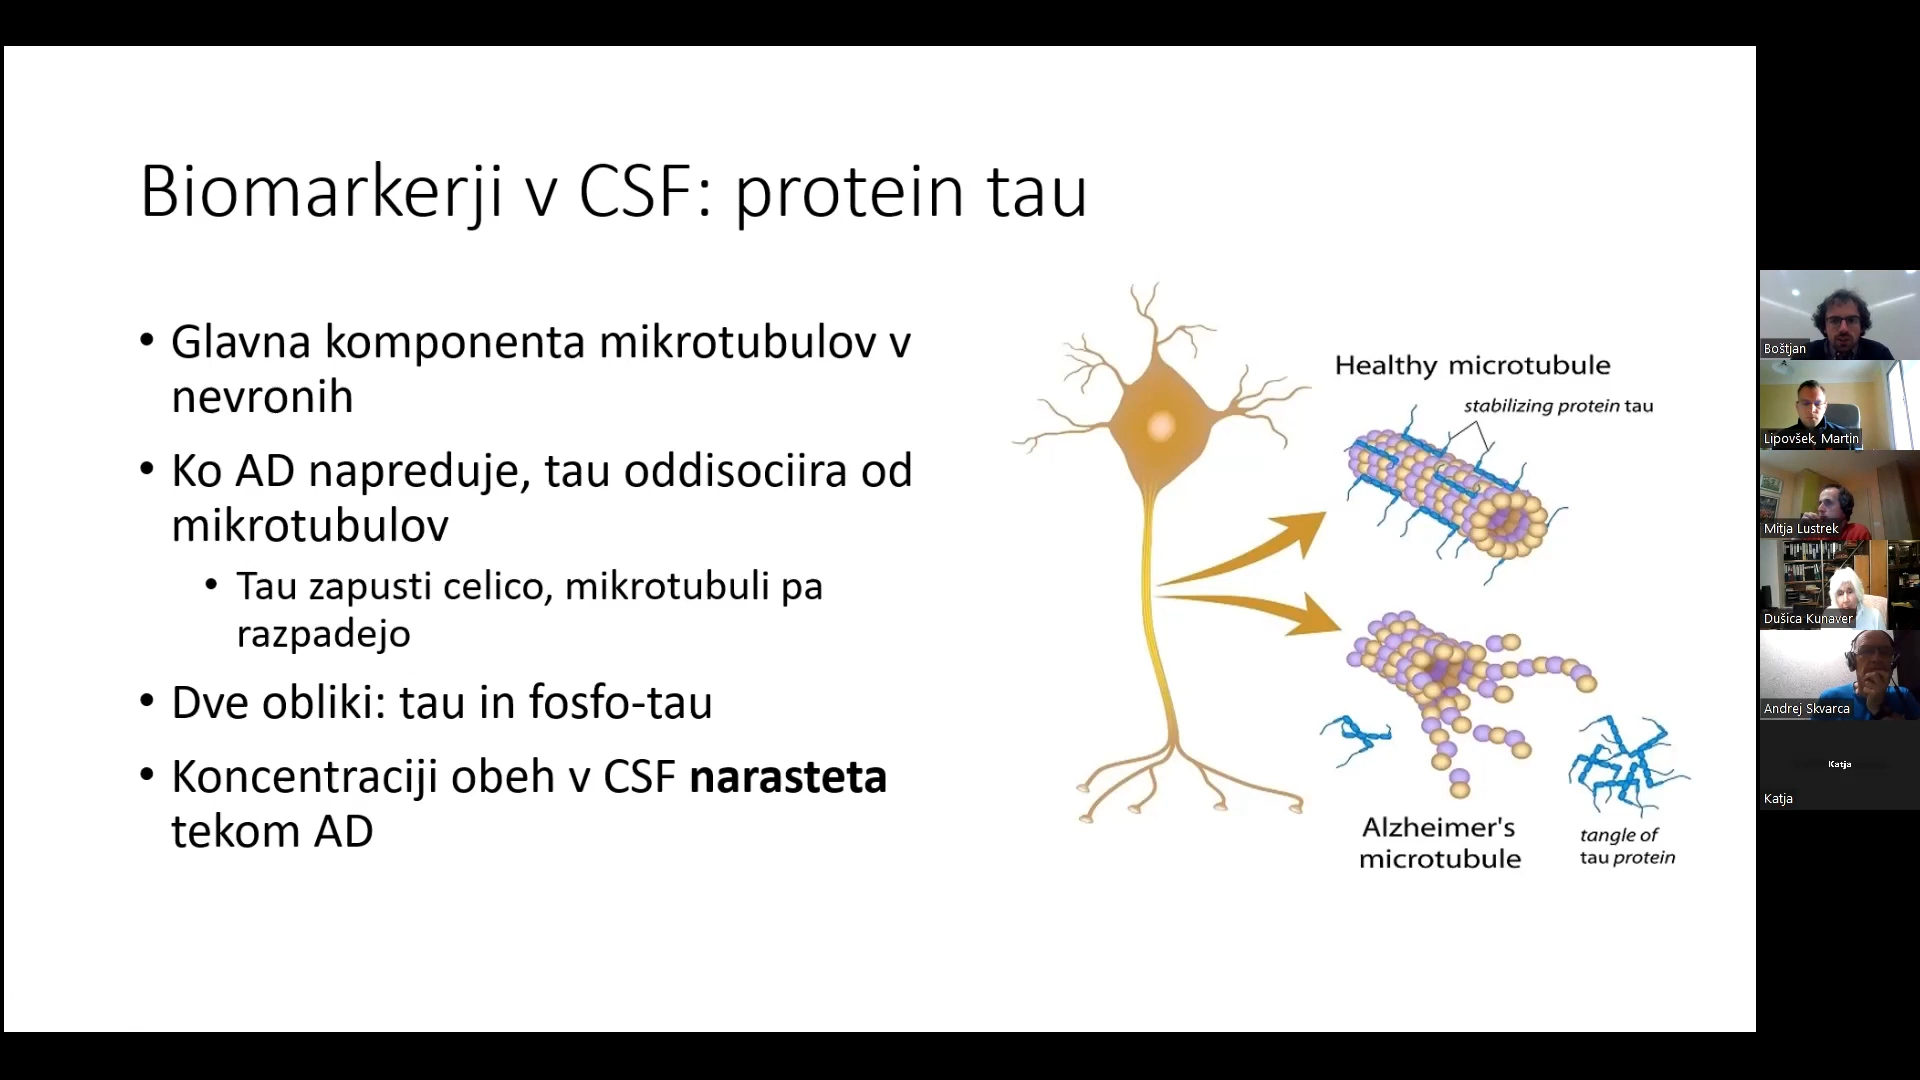 Biomarkerji v CSF: protein tau
• Glavna komponenta mikrotubulov v
nevronih
• Ko AD napreduje, tau oddisociira od
mikrotubulov
• Tau zapusti celico, mikrotubuli pa
razpadejo
• Dve obliki: tau in fosfo-tau
• Koncentraciji obeh v CSF narasteta
tekom AD
Healthy microtubule
stabilizing protein tau
Alzheimer's
microtubule
tangle of
tau protein
Boštjan
Lipovšek, Martin
Mitja Lustrek
Dušica Kunaver
Andrej Skvarca
Katja
Katja